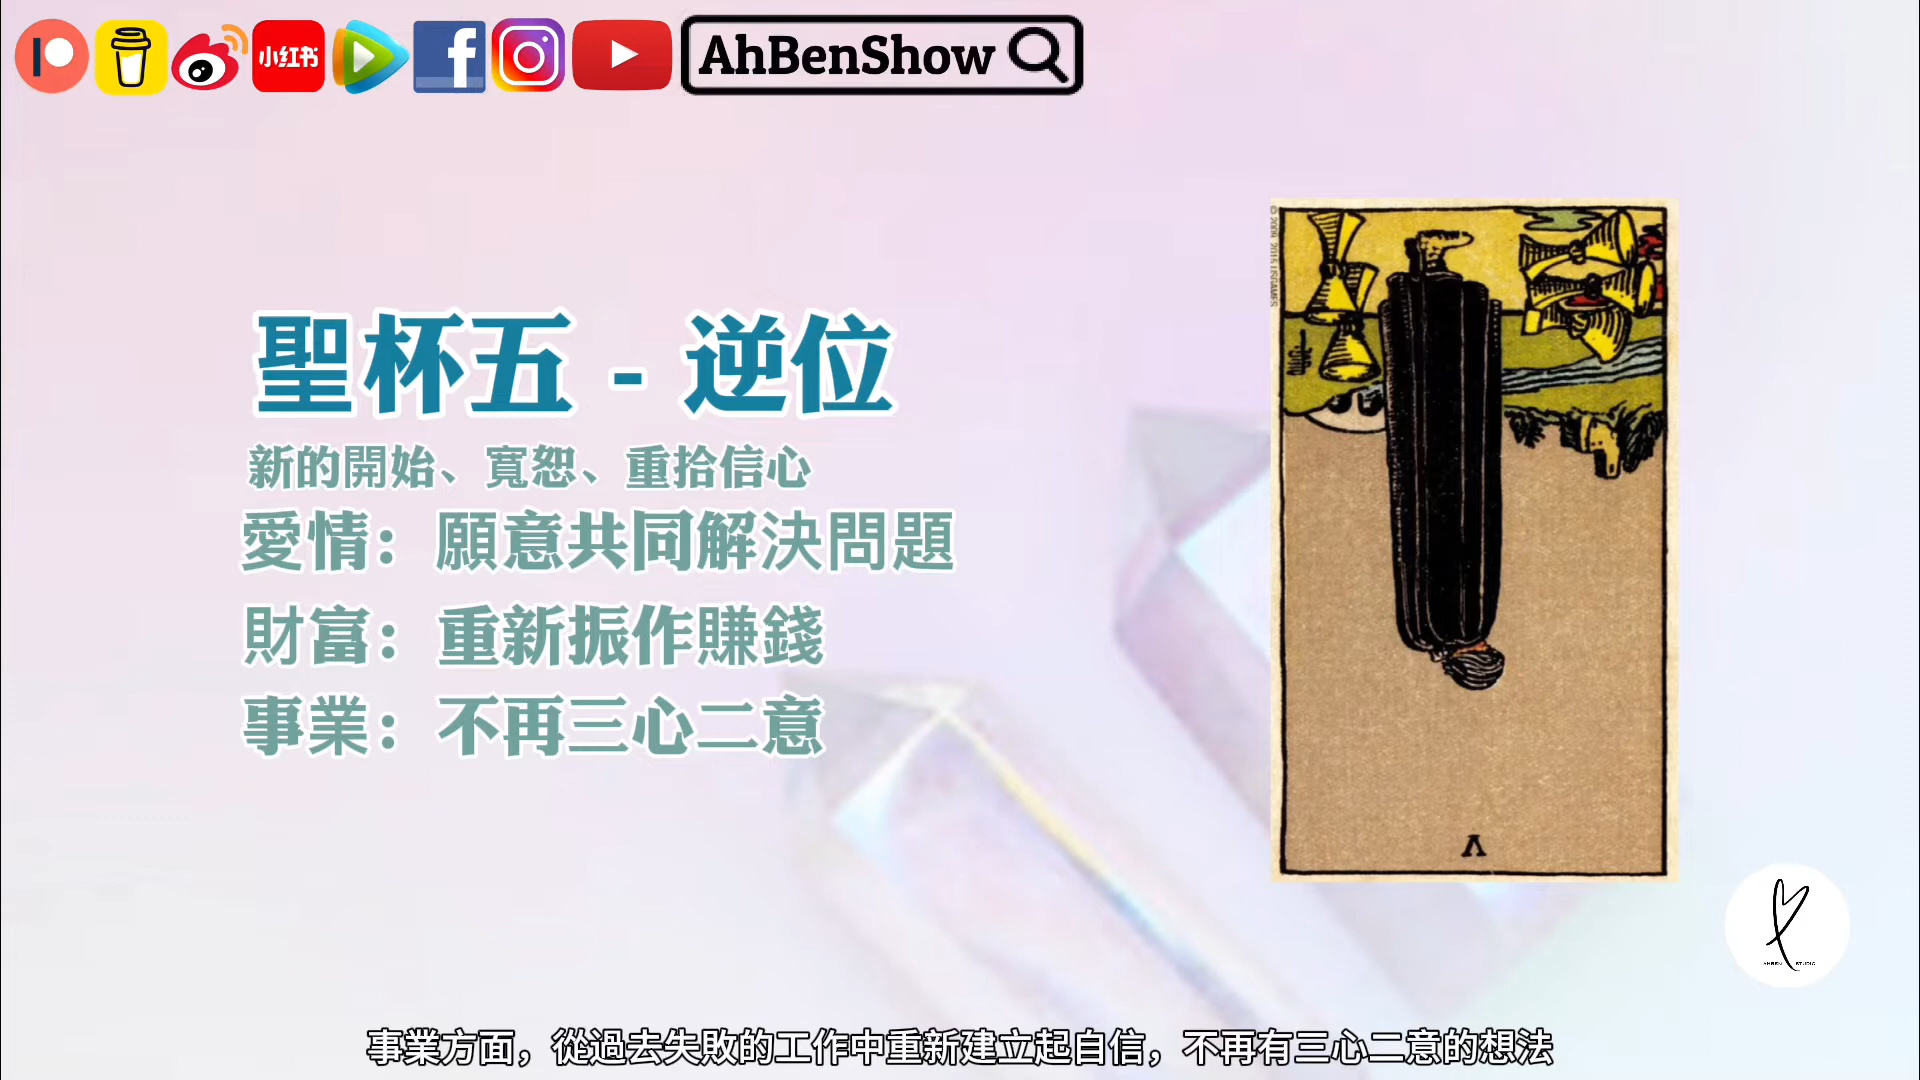 小红书
AhBenShow
聖杯五 - 逆位
新的開始、寬恕、重拾信心
愛情：願意共同解決問題
財富：重新振作賺錢
事業：不再三心二意
V
AHBEN STUDIO
事業方面，從過去失敗的工作中重新建立起自信，不再有三心二意的想法